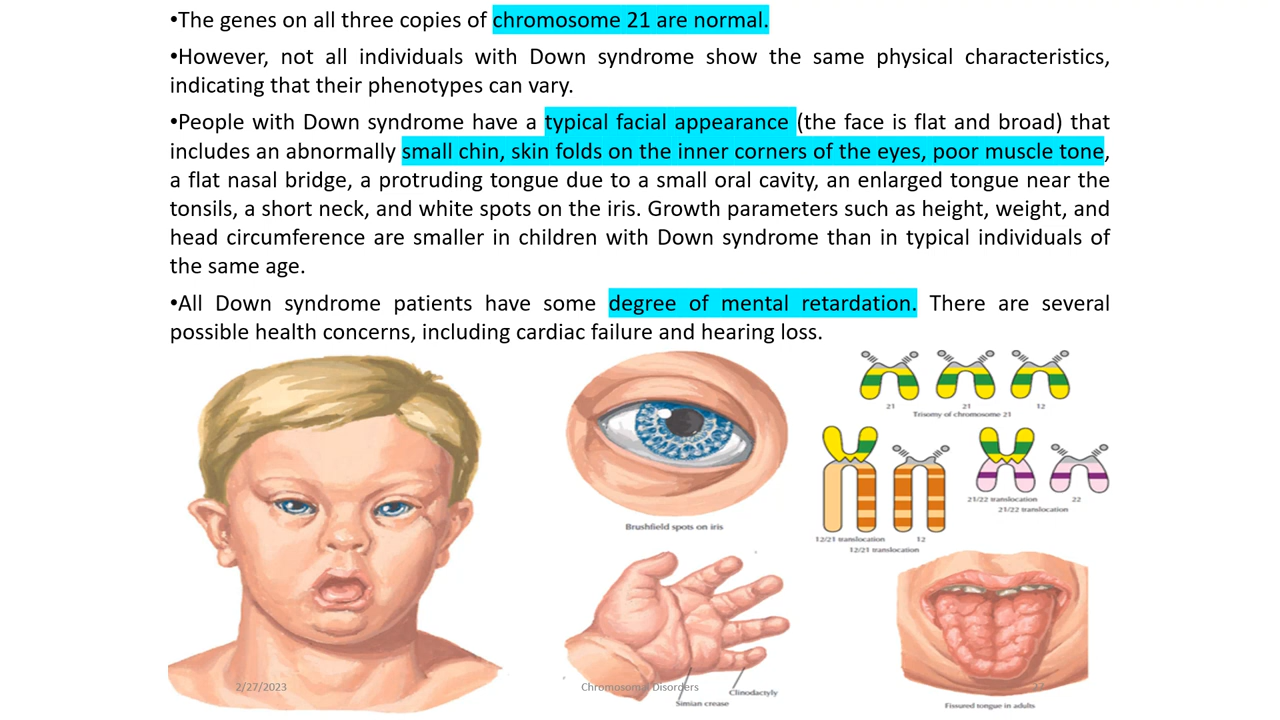 •The genes on all three copies of chromosome 21 are normal.
•However, not all individuals with Down syndrome show the same physical characteristics,
indicating that their phenotypes can vary.
•People with Down syndrome have a typical facial appearance (the face is flat and broad) that
includes an abnormally small chin, skin folds on the inner corners of the eyes, poor muscle tone,
a flat nasal bridge, a protruding tongue due to a small oral cavity, an enlarged tongue near the
tonsils, a short neck, and white spots on the iris. Growth parameters such as height, weight, and
head circumference are smaller in children with Down syndrome than in typical individuals of
the same age.
•All Down syndrome patients have some degree of mental retardation. There are several
possible health concerns, including cardiac failure and hearing loss.
21 21 12
Trisomy of chromosome 21
21/22 translocation 22
21/22 translocation
Brushfield spots on iris
12/21 translocation 12
12/21 translocation
2/27/2023 Chromosomal Disorders
Clinodactyly
Simian crease
Fissured tongue in adults